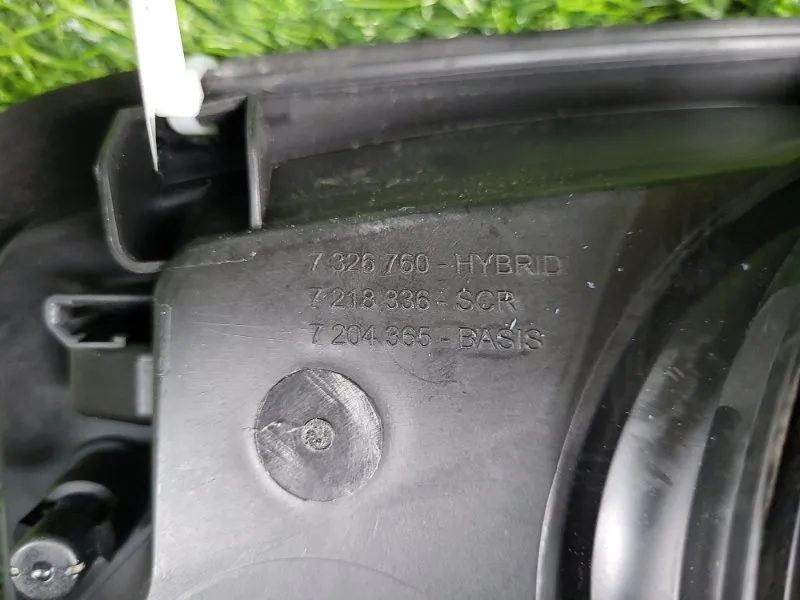 7 326 760 - HYBRID
7 218 336 - SCR
7 204 365 - BASIS